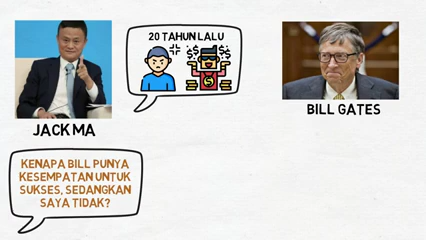 20 TAHUN LALU
JACK MA
BILL GATES
KENAPA BILL PUNYA
KESEMPATAN UNTUK
SUKSES, SEDANGKAN
SAYA TIDAK?